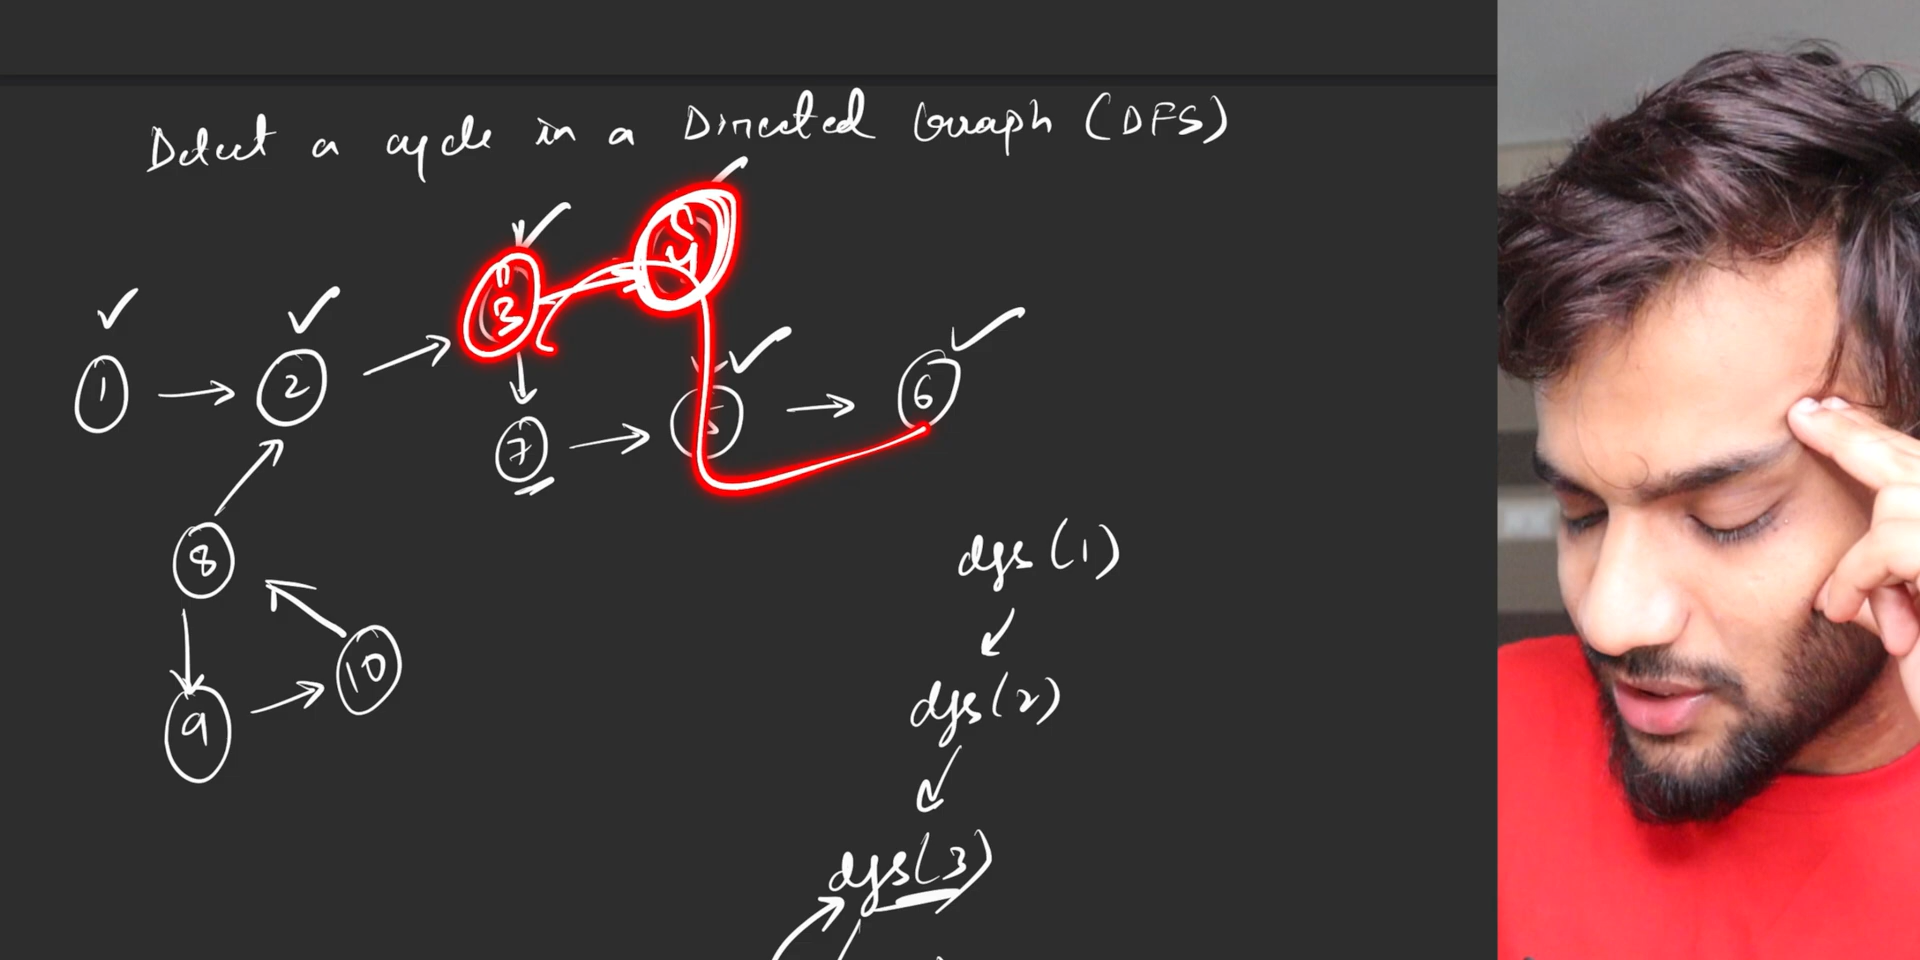 Detect a cycle in a Directed Graph (DFS)
3 4
1 2
7 5 6
8
dfs (1)
10
dfs (2)
9
dfs (3)